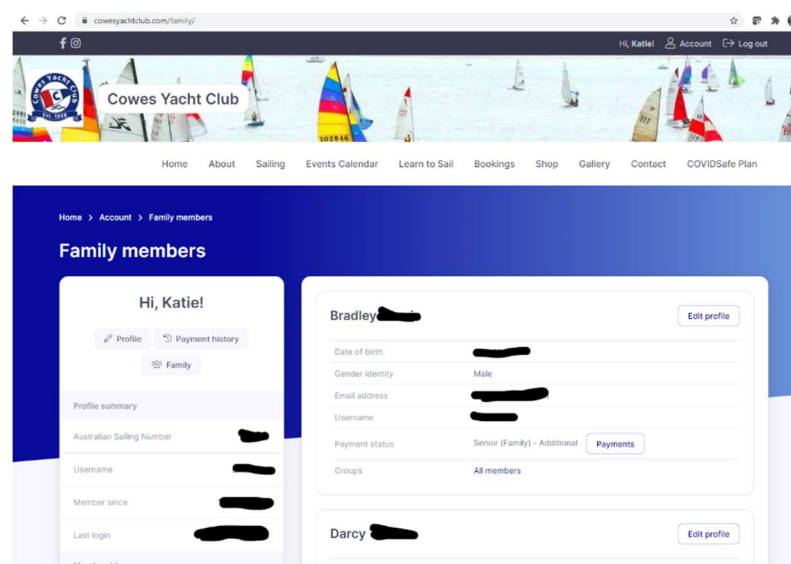 cowesyachtclub.com/family/
Hi, Katie! Account Log out
Cowes Yacht Club
Est. 1958
Cowes Yacht Club
102846
Home About Sailing Events Calendar Learn to Sail Bookings Shop Gallery Contact COVIDSafe Plan
Home > Account > Family members
Family members
Hi, Katie!
Profile Payment history
Family
Profile summary
Australian Sailing Number
Username
Member since
Last login
Bradley
Edit profile
Date of birth
Gender identity Male
Email address
Username
Payment status Senior (Family) - Additional Payments
Groups All members
Darcy
Edit profile